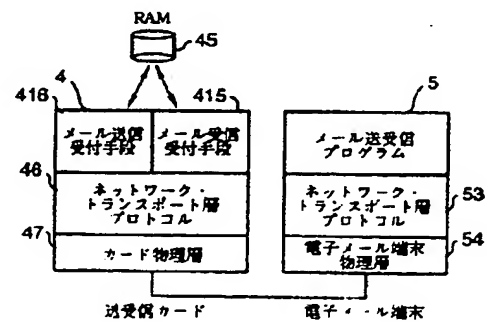 RAM
45
4
416
415
メール送信
受付手段
メール受信
受付手段
46
ネットワーク・
トランスポート層
プロトコル
47
カード物理層
送受信カード
5
メール送受信
プログラム
ネットワーク・
トランスポート層
プロトコル
53
電子メール端末
物理層
54
電子メール端末